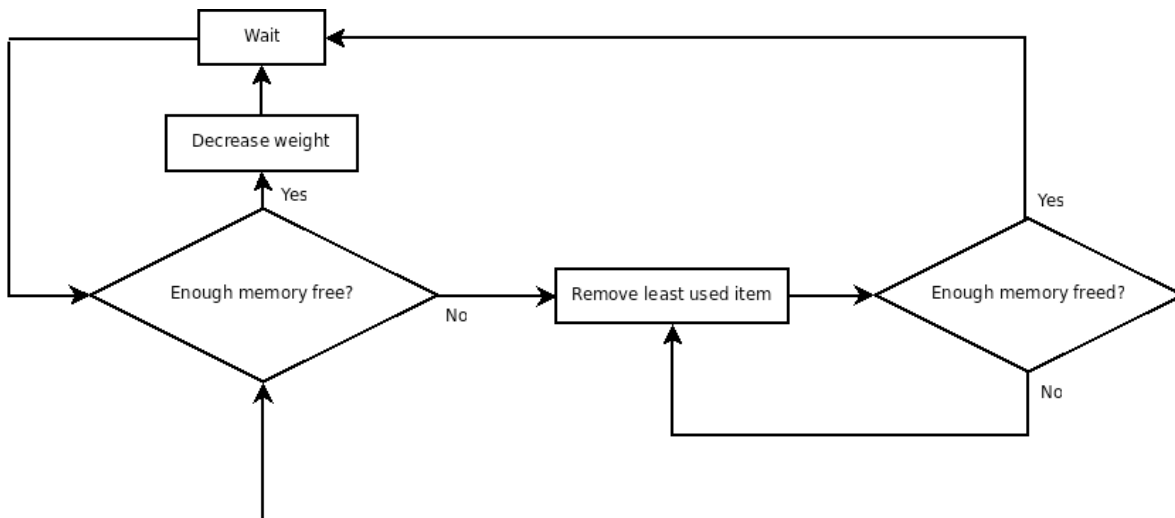 Wait
Decrease weight
Yes
Yes
Enough memory free?
Remove least used item
Enough memory freed?
No
No